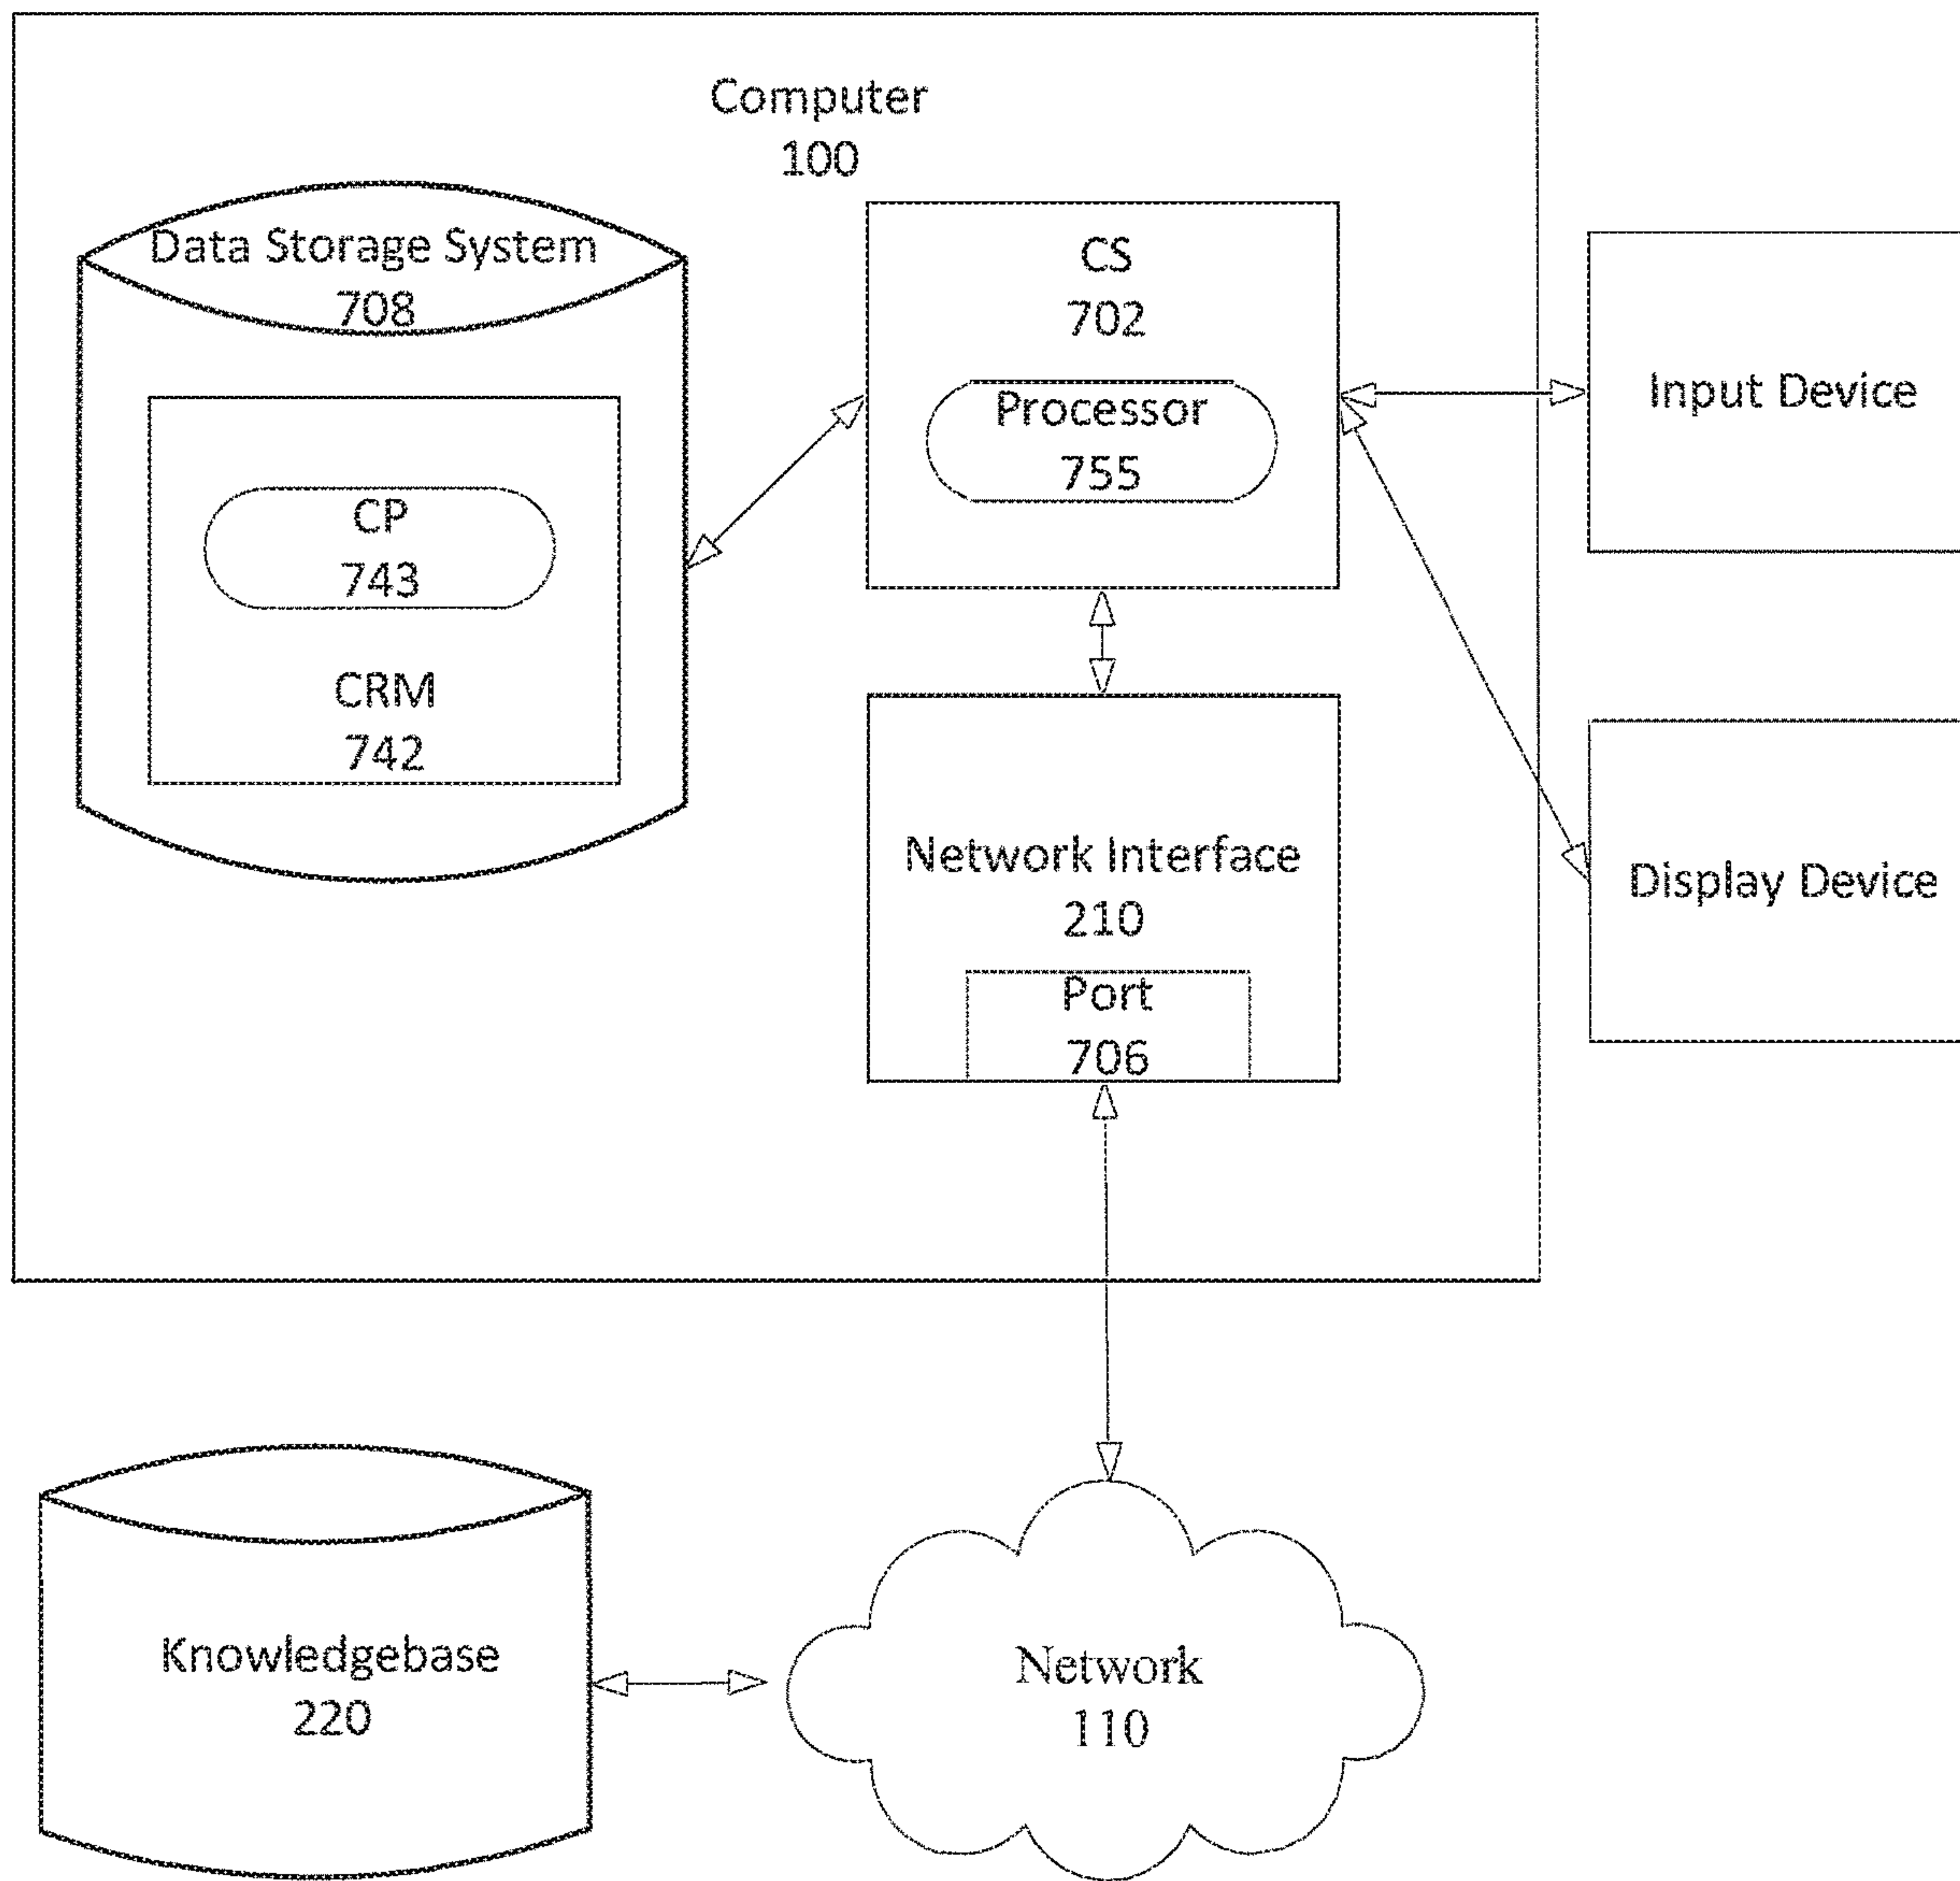 Computer
100
Data Storage System
708
CP
743
CRM
742
CS
702
Processor
755
Network Interface
210
Port
706
Input Device
Display Device
Knowledgebase
220
Network
110